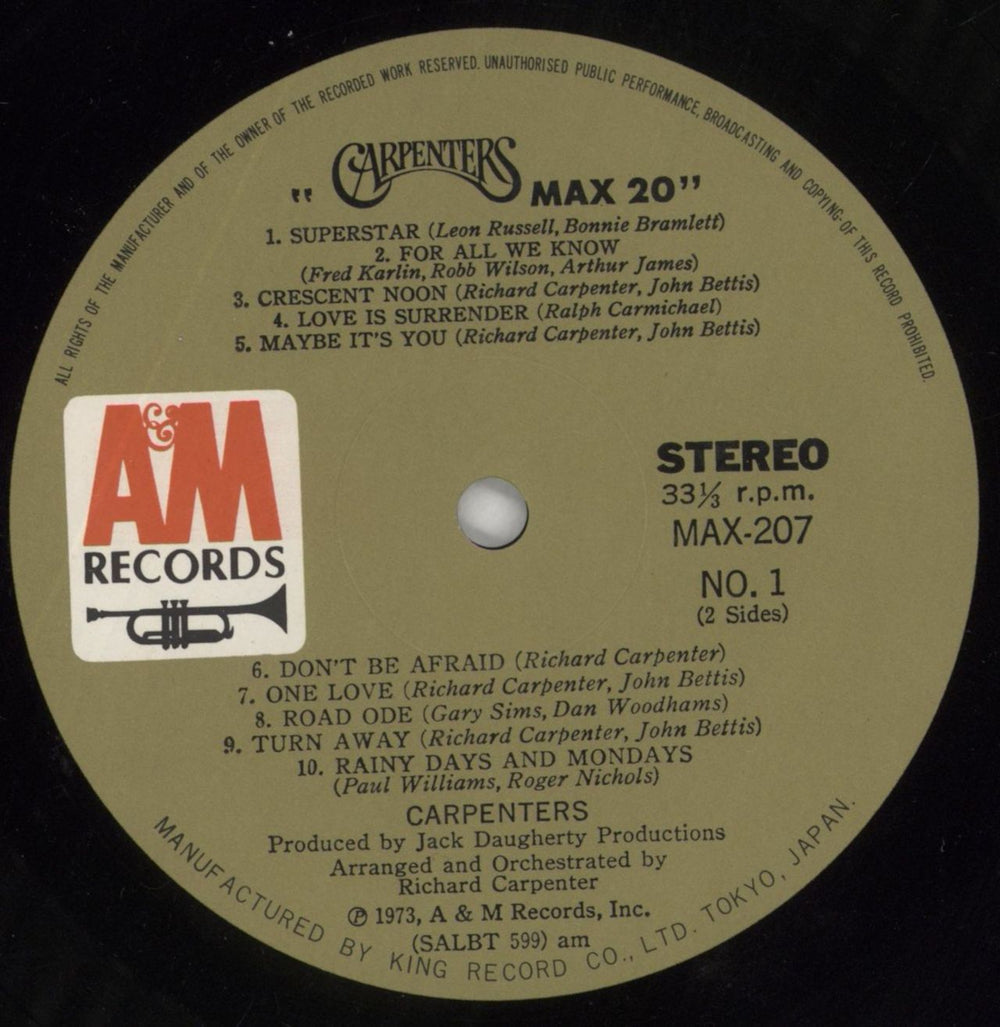 ALL RIGHTS OF THE MANUFACTURER AND OF THE OWNER OF THE RECORDED WORK RESERVED. UNAUTHORISED PUBLIC PERFORMANCE, BROADCASTING AND COPYING-OF THIS RECORD PROHIBITED.
"CARPENTERS MAX 20"
1. SUPERSTAR (Leon Russell, Bonnie Bramlett)
2. FOR ALL WE KNOW
(Fred Karlin, Robb Wilson, Arthur James)
3. CRESCENT NOON (Richard Carpenter, John Bettis)
4. LOVE IS SURRENDER (Ralph Carmichael)
5. MAYBE IT'S YOU (Richard Carpenter, John Bettis)
A&M
RECORDS
STEREO
33⅓ r.p.m.
MAX-207
NO. 1
(2 Sides)
6. DON'T BE AFRAID (Richard Carpenter)
7. ONE LOVE (Richard Carpenter, John Bettis)
8. ROAD ODE (Gary Sims, Dan Woodhams)
9. TURN AWAY (Richard Carpenter, John Bettis)
10. RAINY DAYS AND MONDAYS
(Paul Williams, Roger Nichols)
CARPENTERS
Produced by Jack Daugherty Productions
Arranged and Orchestrated by
Richard Carpenter
℗ 1973, A & M Records, Inc.
(SALBT 599) am
MANUFACTURED BY KING RECORD CO., LTD. TOKYO, JAPAN.